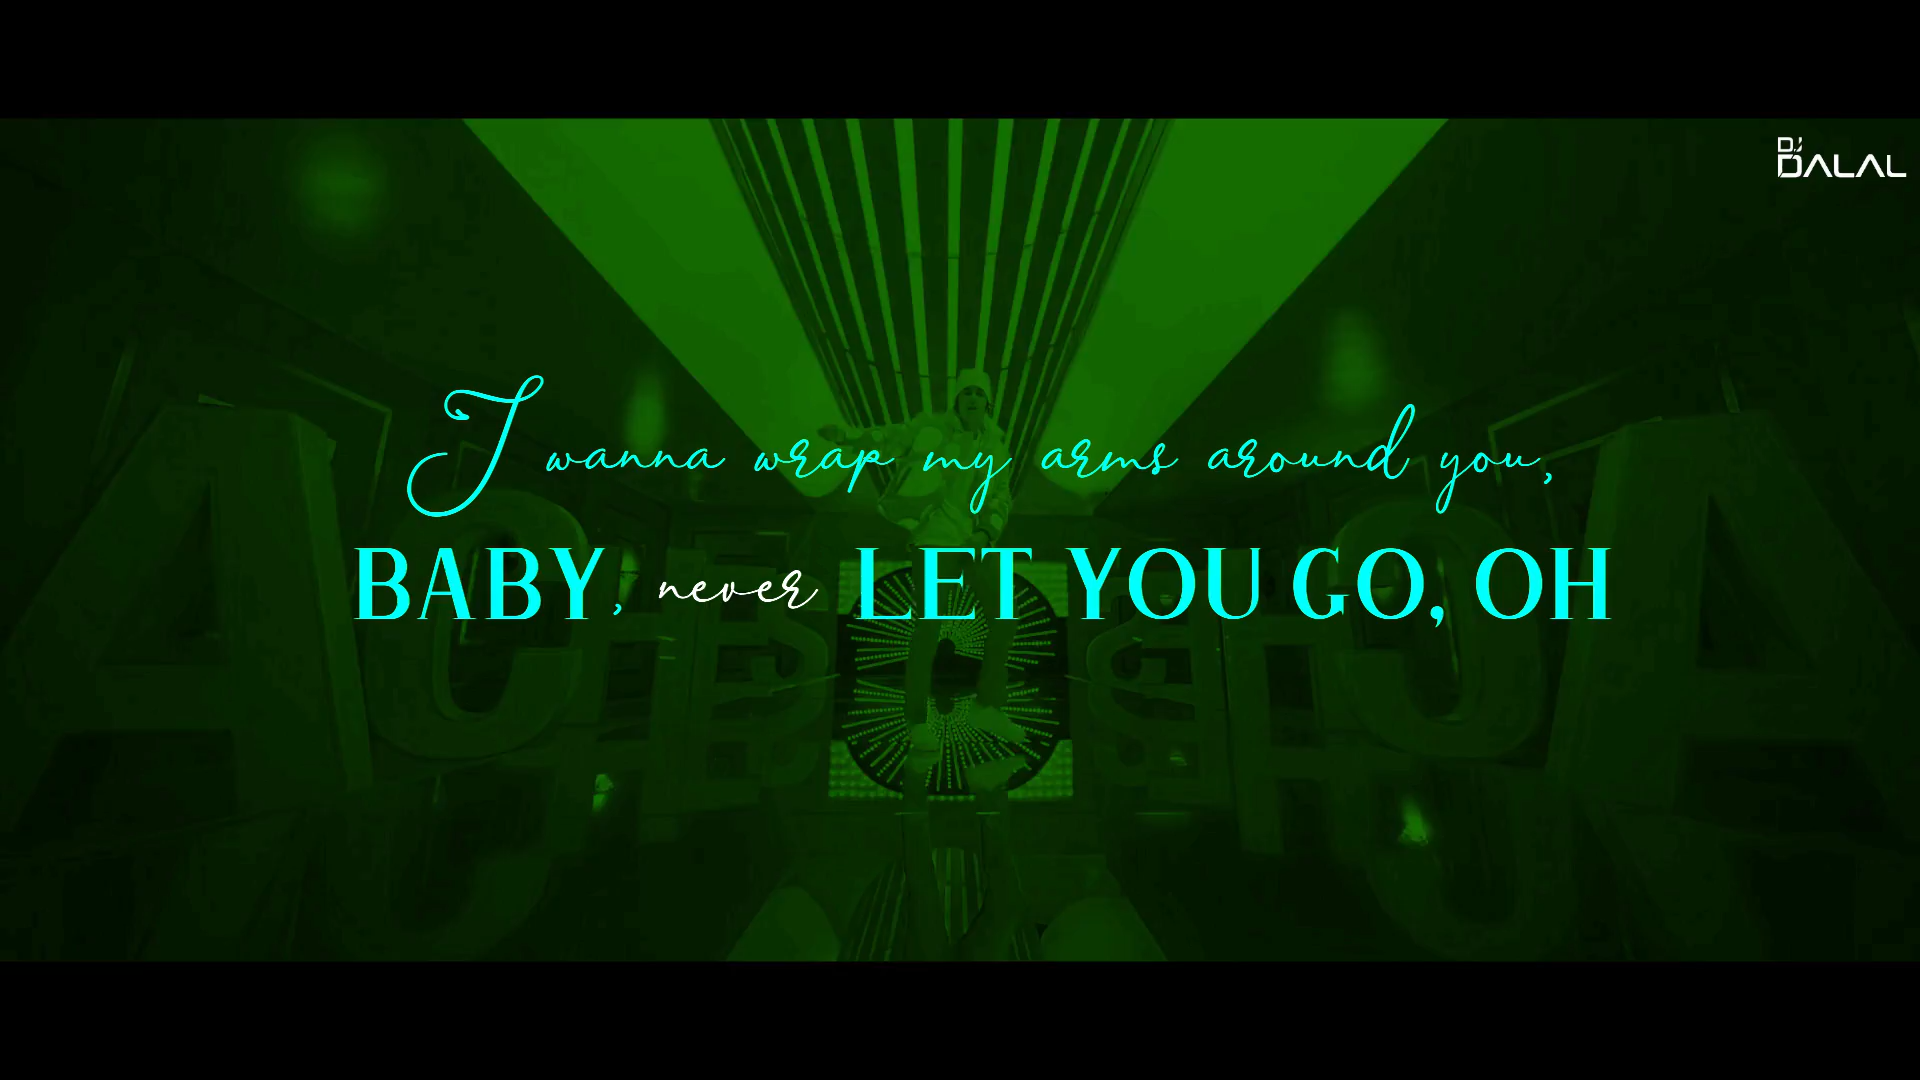 DJ
DALAL
I wanna wrap my arms around you,
BABY, never LET YOU GO, OH